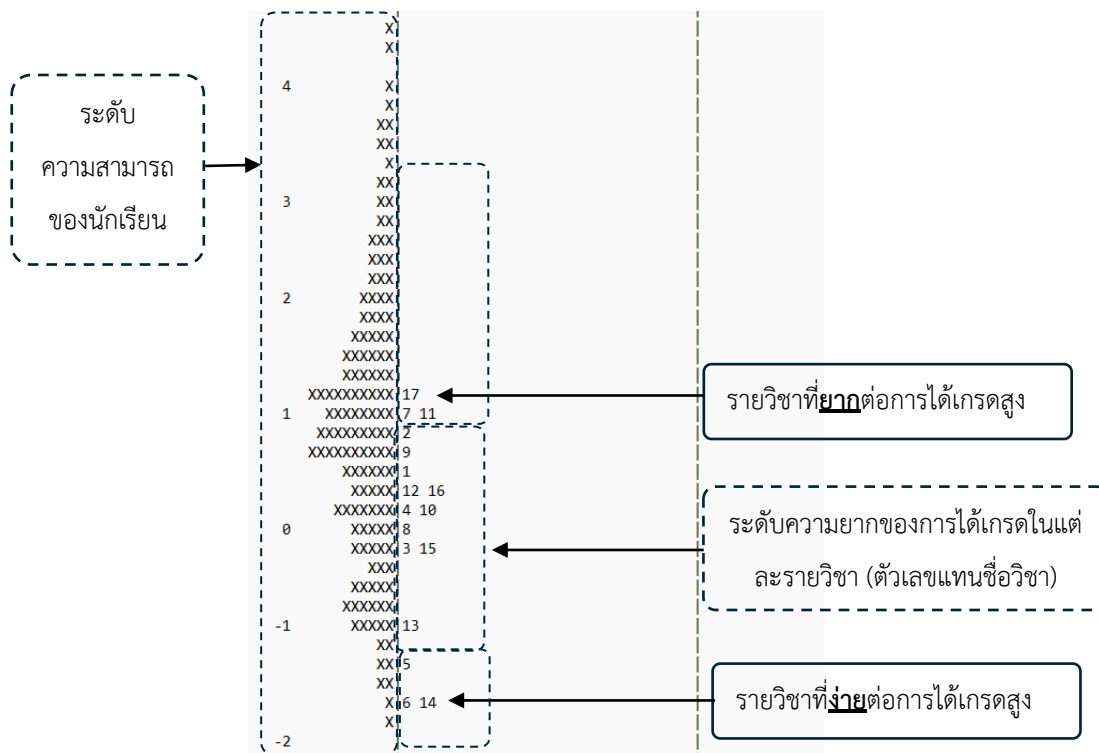 X
X
4 X
X
XX
XX
X
XX
3 XX
XX
XXX
XXX
XXX
2 XXXX
XXXX
XXXXX
XXXXXX
XXXXXX
XXXXXXXXXX 17
1 XXXXXXXX 7 11
XXXXXXXXX 2
XXXXXXXXXX 9
XXXXXX 1
XXXXX 12 16
XXXXXXX 4 10
0 XXXXX 8
XXXXX 3 15
XXX
XXXXX
XXXXXX
-1 XXXXX 13
XX
XX 5
XX
X 6 14
X
-2
ระดับ
ความสามารถ
ของนักเรียน
รายวิชาที่ยากต่อการได้เกรดสูง
ระดับความยากของการได้เกรดในแต่
ละรายวิชา (ตัวเลขแทนชื่อวิชา)
รายวิชาที่ง่ายต่อการได้เกรดสูง